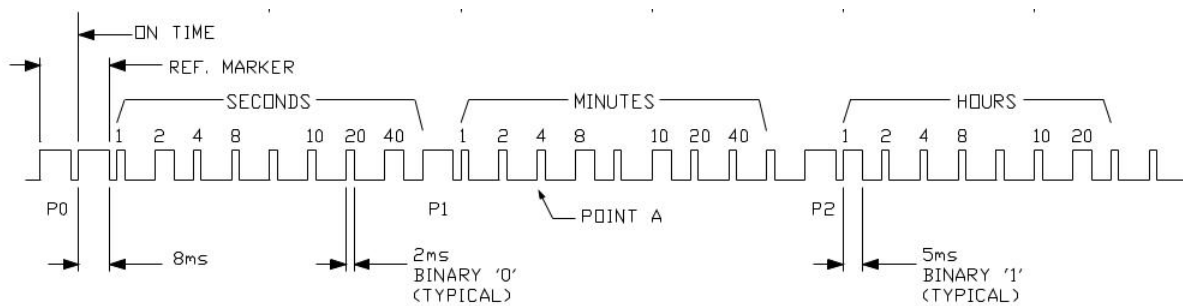 ON TIME
REF. MARKER
SECONDS MINUTES HOURS
1 2 4 8 10 20 40 1 2 4 8 10 20 40 1 2 4 8 10 20
P0 P1 P2
POINT A
8ms 2ms 5ms
BINARY '0' BINARY '1'
(TYPICAL) (TYPICAL)